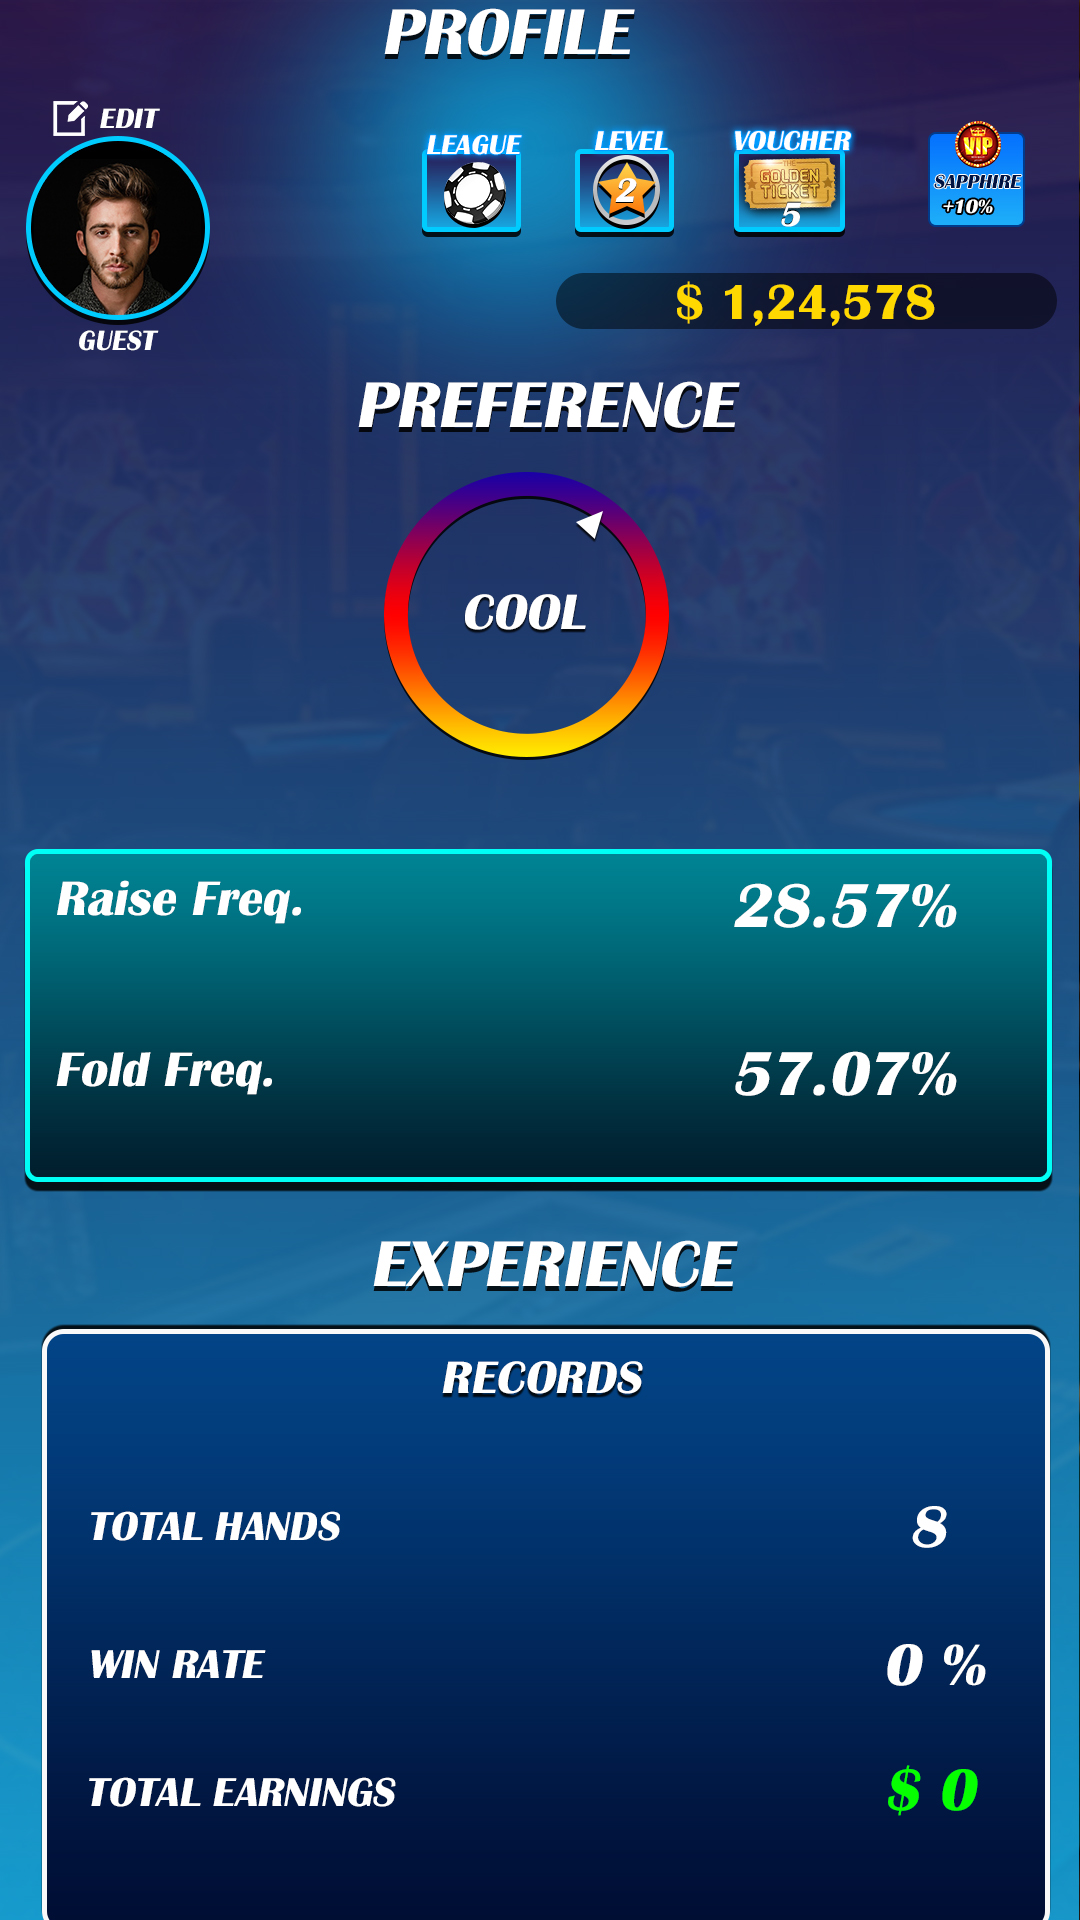 PROFILE
EDIT
LEAGUE
LEVEL
VOUCHER
VIP
2
THE
GOLDEN
TICKET
5
SAPPHIRE
+10%
$ 1,24,578
GUEST
PREFERENCE
COOL
Raise Freq.
28.57%
Fold Freq.
57.07%
EXPERIENCE
RECORDS
TOTAL HANDS
8
WIN RATE
0 %
TOTAL EARNINGS
$ 0